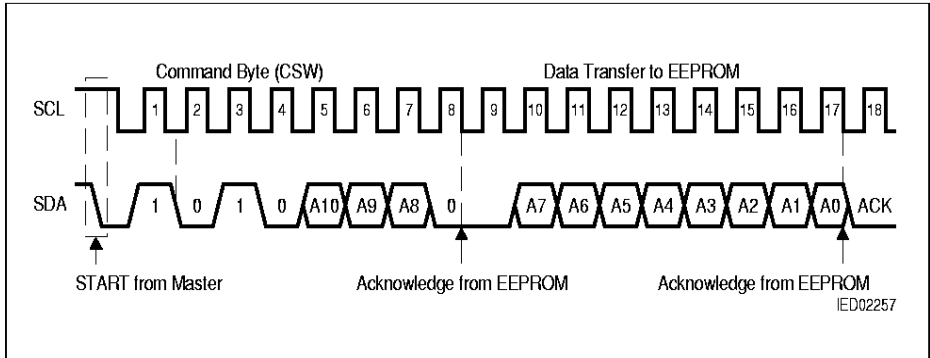 Command Byte (CSW) Data Transfer to EEPROM
SCL 1 2 3 4 5 6 7 8 9 10 11 12 13 14 15 16 17 18
SDA 1 0 1 0 A10 A9 A8 0 A7 A6 A5 A4 A3 A2 A1 A0 ACK
START from Master Acknowledge from EEPROM Acknowledge from EEPROM
IED02257